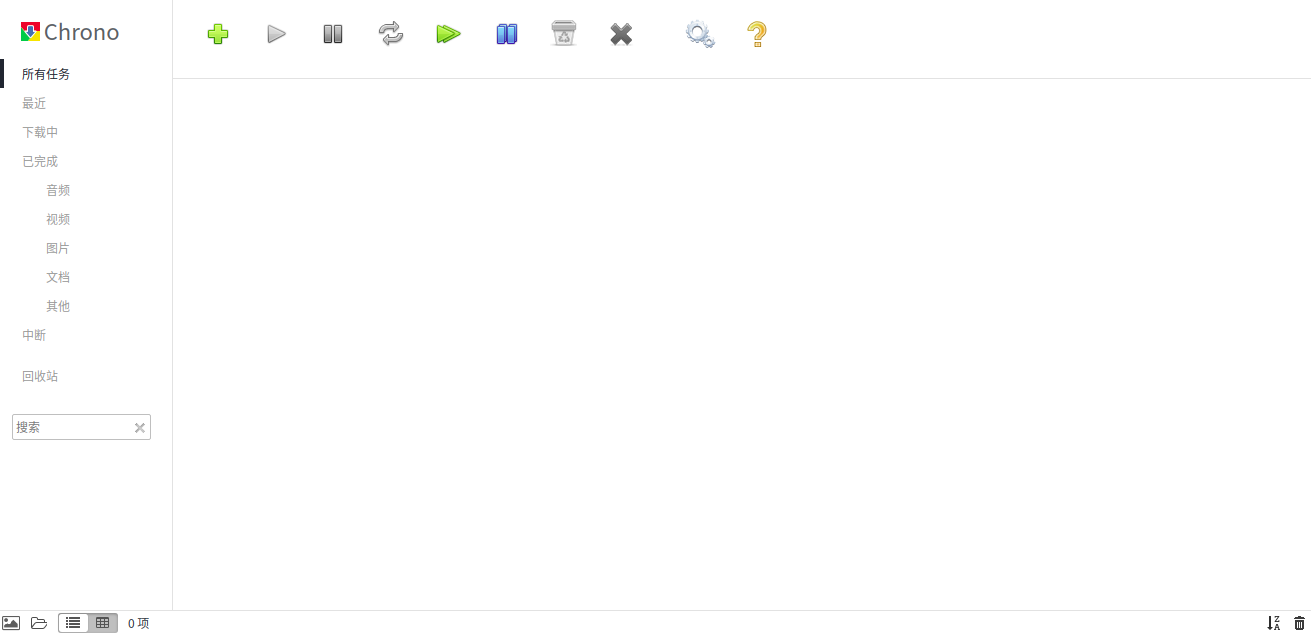 Chrono
所有任务
最近
下载中
已完成
音频
视频
图片
文档
其他
中断
回收站
搜索
0 项